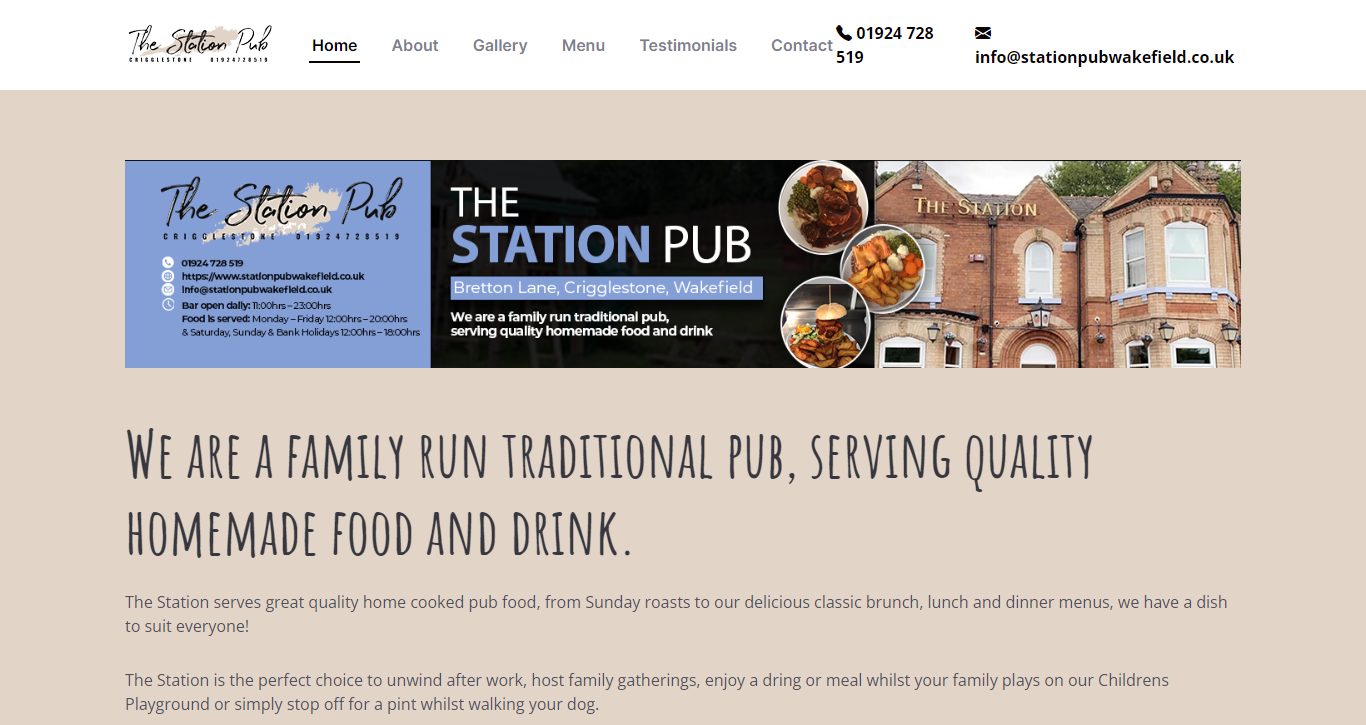 The Station Pub
CRIGGLESTONE 01924728519
Home About Gallery Menu Testimonials Contact
01924 728
519
info@stationpubwakefield.co.uk
The Station Pub
CRIGGLESTONE 01924728519
01924 728 519
https://www.stationpubwakefield.co.uk
info@stationpubwakefield.co.uk
Bar open daily: 11:00hrs – 23:00hrs
Food is served: Monday – Friday 12:00hrs – 20:00hrs
& Saturday, Sunday & Bank Holidays 12:00hrs – 18:00hrs
THE
STATION PUB
Bretton Lane, Crigglestone, Wakefield
We are a family run traditional pub,
serving quality homemade food and drink
THE STATION
We are a family run traditional pub, serving quality
homemade food and drink.
The Station serves great quality home cooked pub food, from Sunday roasts to our delicious classic brunch, lunch and dinner menus, we have a dish
to suit everyone!
The Station is the perfect choice to unwind after work, host family gatherings, enjoy a dring or meal whilst your family plays on our Childrens
Playground or simply stop off for a pint whilst walking your dog.